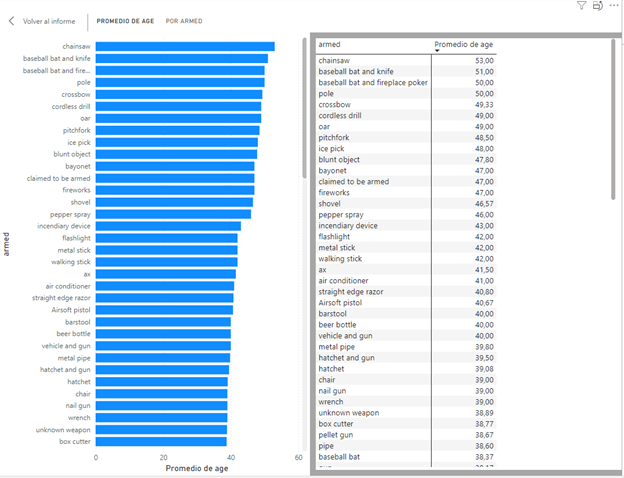 Volver al informe PROMEDIO DE AGE POR ARMED
armed
chainsaw
baseball bat and knife
baseball bat and fire...
pole
crossbow
cordless drill
oar
pitchfork
ice pick
blunt object
bayonet
claimed to be armed
fireworks
shovel
pepper spray
incendiary device
flashlight
metal stick
walking stick
ax
air conditioner
straight edge razor
Airsoft pistol
barstool
beer bottle
vehicle and gun
metal pipe
hatchet and gun
hatchet
chair
nail gun
wrench
unknown weapon
box cutter
0 20 40 60
Promedio de age
armed Promedio de age
chainsaw 53,00
baseball bat and knife 51,00
baseball bat and fireplace poker 50,00
pole 50,00
crossbow 49,33
cordless drill 49,00
oar 49,00
pitchfork 48,50
ice pick 48,00
blunt object 47,80
bayonet 47,00
claimed to be armed 47,00
fireworks 47,00
shovel 46,57
pepper spray 46,00
incendiary device 43,00
flashlight 42,00
metal stick 42,00
walking stick 42,00
ax 41,50
air conditioner 41,00
straight edge razor 40,80
Airsoft pistol 40,67
barstool 40,00
beer bottle 40,00
vehicle and gun 40,00
metal pipe 39,80
hatchet and gun 39,50
hatchet 39,08
chair 39,00
nail gun 39,00
wrench 39,00
unknown weapon 38,89
box cutter 38,77
pellet gun 38,67
pipe 38,60
baseball bat 38,37